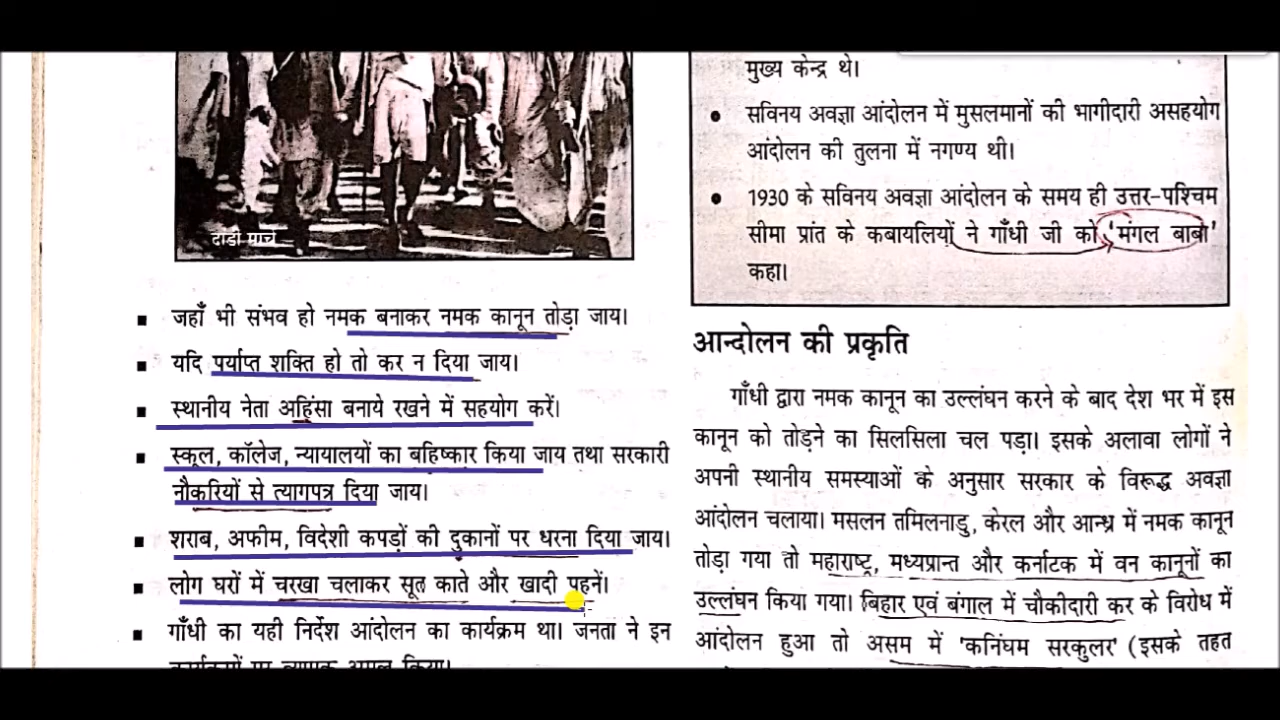 दांडी मार्च
जहाँ भी संभव हो नमक बनाकर नमक कानून तोड़ा जाय।
यदि पर्याप्त शक्ति हो तो कर न दिया जाय।
स्थानीय नेता अहिंसा बनाये रखने में सहयोग करें।
स्कूल, कॉलेज, न्यायालयों का बहिष्कार किया जाय तथा सरकारी
नौकरियों से त्यागपत्र दिया जाय।
शराब, अफीम, विदेशी कपड़ों की दुकानों पर धरना दिया जाय।
लोग घरों में चरखा चलाकर सूत काते और खादी पहनें।
गाँधी का यही निर्देश आंदोलन का कार्यक्रम था। जनता ने इन
कार्यक्रमों पर व्यापक अमल किया।
मुख्य केन्द्र थे।
सविनय अवज्ञा आंदोलन में मुसलमानों की भागीदारी असहयोग
आंदोलन की तुलना में नगण्य थी।
1930 के सविनय अवज्ञा आंदोलन के समय ही उत्तर-पश्चिम
सीमा प्रांत के कबायलियों ने गाँधी जी को 'मंगल बाबा'
कहा।
आन्दोलन की प्रकृति
गाँधी द्वारा नमक कानून का उल्लंघन करने के बाद देश भर में इस
कानून को तोड़ने का सिलसिला चल पड़ा। इसके अलावा लोगों ने
अपनी स्थानीय समस्याओं के अनुसार सरकार के विरूद्ध अवज्ञा
आंदोलन चलाया। मसलन तमिलनाडु, केरल और आन्ध्र में नमक कानून
तोड़ा गया तो महाराष्ट्र, मध्यप्रान्त और कर्नाटक में वन कानूनों का
उल्लंघन किया गया। बिहार एवं बंगाल में चौकीदारी कर के विरोध में
आंदोलन हुआ तो असम में 'कनिंघम सरकुलर' (इसके तहत